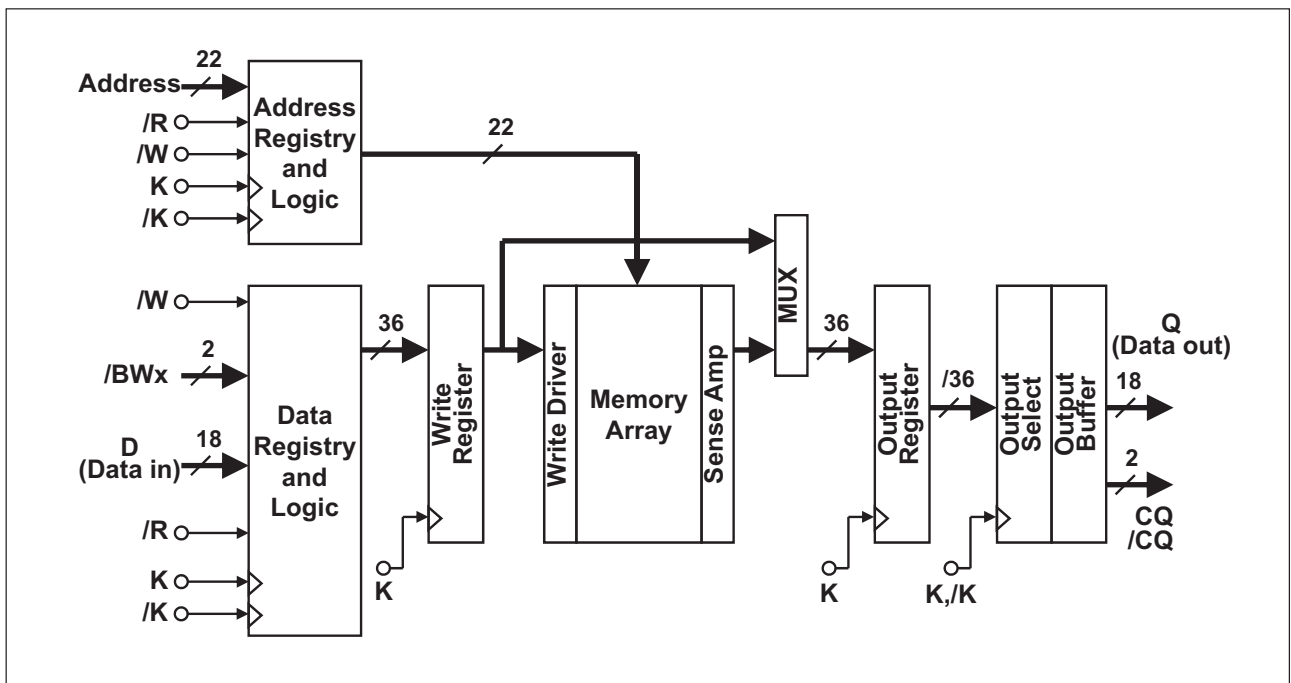 22
Address
/R
/W
K
/K
Address
Registry
and
Logic
22
/W
2
/BWx
18
D
(Data in)
/R
K
/K
Data
Registry
and
Logic
36
Write
Register
K
Write Driver
Memory
Array
Sense Amp
MUX
36
Output
Register
K
/36
Output
Select
K,/K
Output
Buffer
Q
(Data out)
18
2
CQ
/CQ